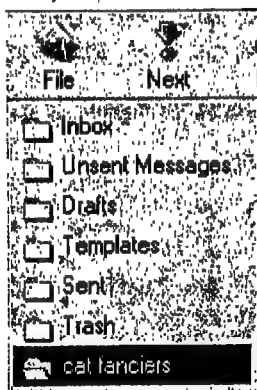 File Next
Inbox
Unsent Messages
Drafts
Templates
Sent
Trash
cat fanciers